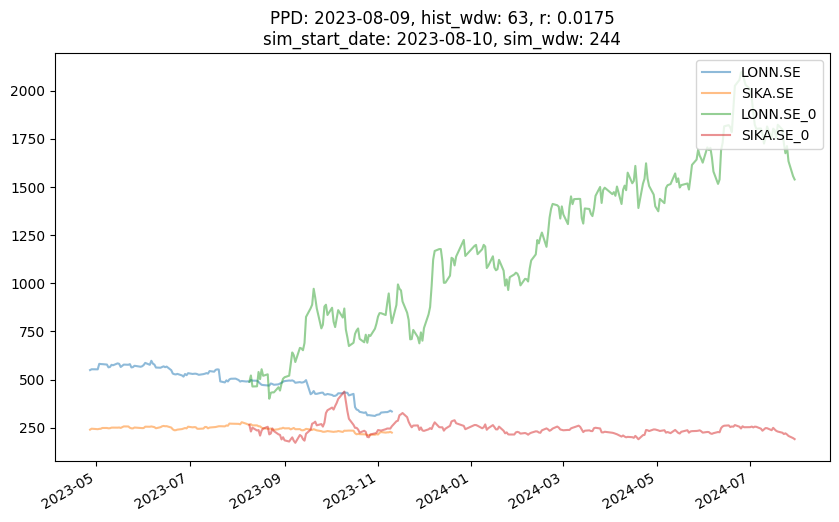 PPD: 2023-08-09, hist_wdw: 63, r: 0.0175
sim_start_date: 2023-08-10, sim_wdw: 244
LONN.SE
SIKA.SE
LONN.SE_0
SIKA.SE_0
2000
1750
1500
1250
1000
750
500
250
2023-05
2023-07
2023-09
2023-11
2024-01
2024-03
2024-05
2024-07